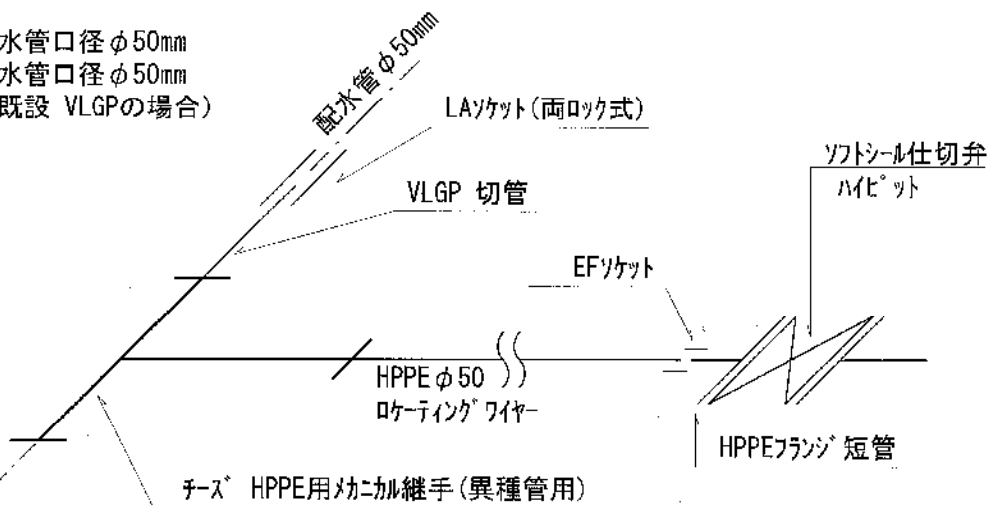 水管口径φ50mm
水管口径φ50mm
既設 VLGPの場合)
配水管φ50mm
LAソケット(両ロック式)
ソフトシール仕切弁
ハイピット
VLGP 切管
EFソケット
HPPEφ50
ロケーティングワイヤー
HPPEフランジ短管
チーズ HPPE用メカニカル継手(異種管用)